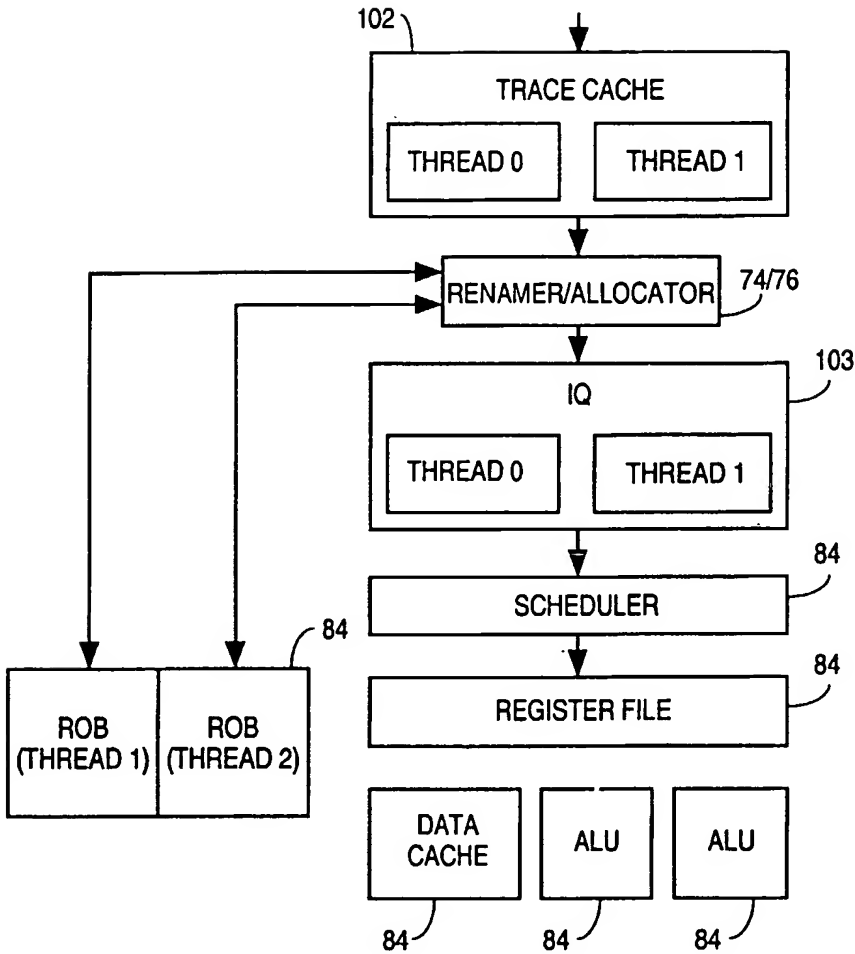 102
TRACE CACHE
THREAD 0
THREAD 1
RENAMER/ALLOCATOR
74/76
103
IQ
THREAD 0
THREAD 1
84
SCHEDULER
84
84
REGISTER FILE
ROB
(THREAD 1)
ROB
(THREAD 2)
DATA
CACHE
ALU
ALU
84
84
84